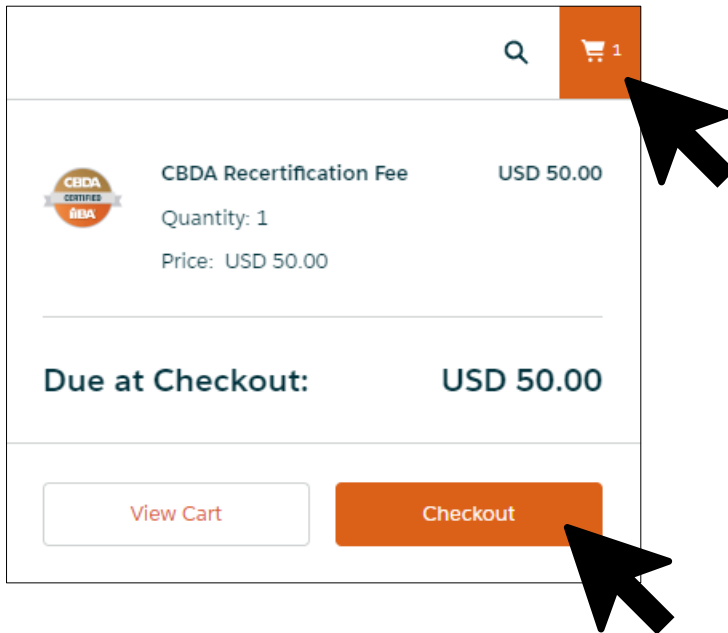 1
CBDA Recertification Fee USD 50.00
CBDA
CERTIFIED
IIBA
Quantity: 1
Price: USD 50.00
Due at Checkout: USD 50.00
View Cart Checkout